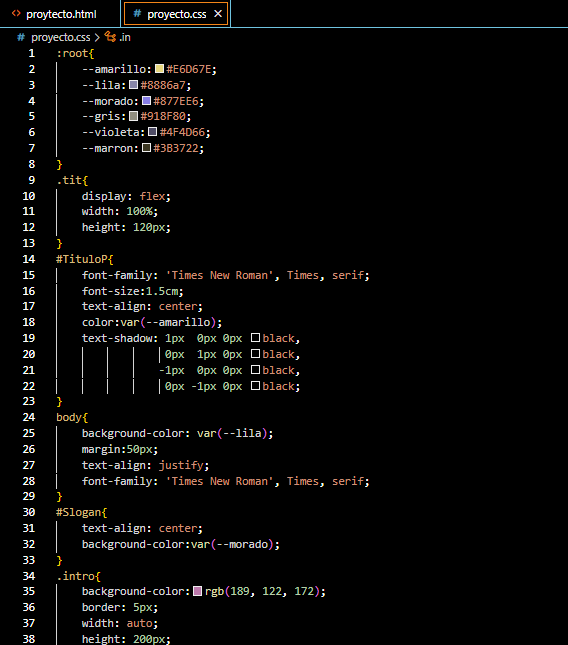 <> proytecto.html # proyecto.css ×
# proyecto.css > .in
1 :root{
2 --amarillo: #E6D67E;
3 --lila: #8886a7;
4 --morado: #877EE6;
5 --gris: #918F80;
6 --violeta: #4F4D66;
7 --marron: #3B3722;
8 }
9 .tit{
10 display: flex;
11 width: 100%;
12 height: 120px;
13 }
14 #TituloP{
15 font-family: 'Times New Roman', Times, serif;
16 font-size:1.5cm;
17 text-align: center;
18 color:var(--amarillo);
19 text-shadow: 1px 0px 0px black,
20 0px 1px 0px black,
21 -1px 0px 0px black,
22 0px -1px 0px black;
23 }
24 body{
25 background-color: var(--lila);
26 margin:50px;
27 text-align: justify;
28 font-family: 'Times New Roman', Times, serif;
29 }
30 #Slogan{
31 text-align: center;
32 background-color:var(--morado);
33 }
34 .intro{
35 background-color: rgb(189, 122, 172);
36 border: 5px;
37 width: auto;
38 height: 200px;